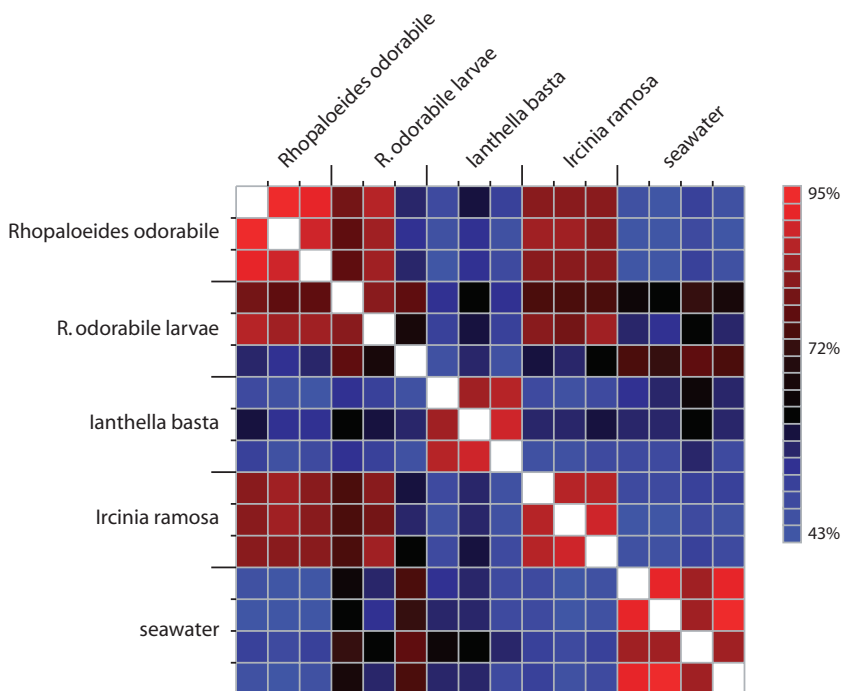 Rhopaloeides odorabile
R. odorabile larvae
Ianthella basta
Ircinia ramosa
seawater
95%
Rhopaloeides odorabile
R. odorabile larvae
72%
Ianthella basta
Ircinia ramosa
43%
seawater